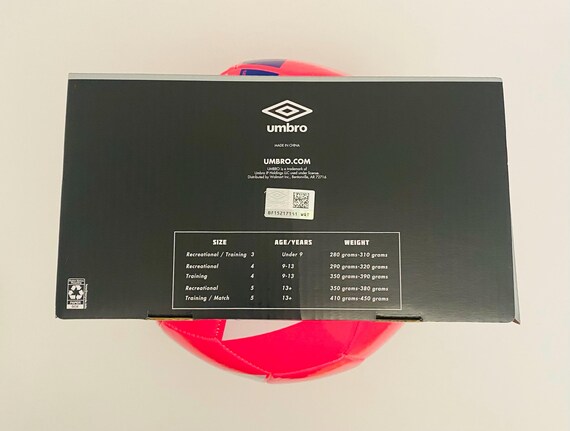 umbro
MADE IN CHINA
UMBRO.COM
UMBRO is a trademark of
Umbro IP Holdings LLC used under license.
Distributed by Walmart Inc., Bentonville, AR 72716
SIZE AGE/YEARS WEIGHT
Recreational / Training 3 Under 9 280 grams-310 grams
Recreational 4 9-13 290 grams-320 grams
Training 4 9-13 350 grams-390 grams
Recreational 5 13+ 350 grams-380 grams
Training / Match 5 13+ 410 grams-450 grams